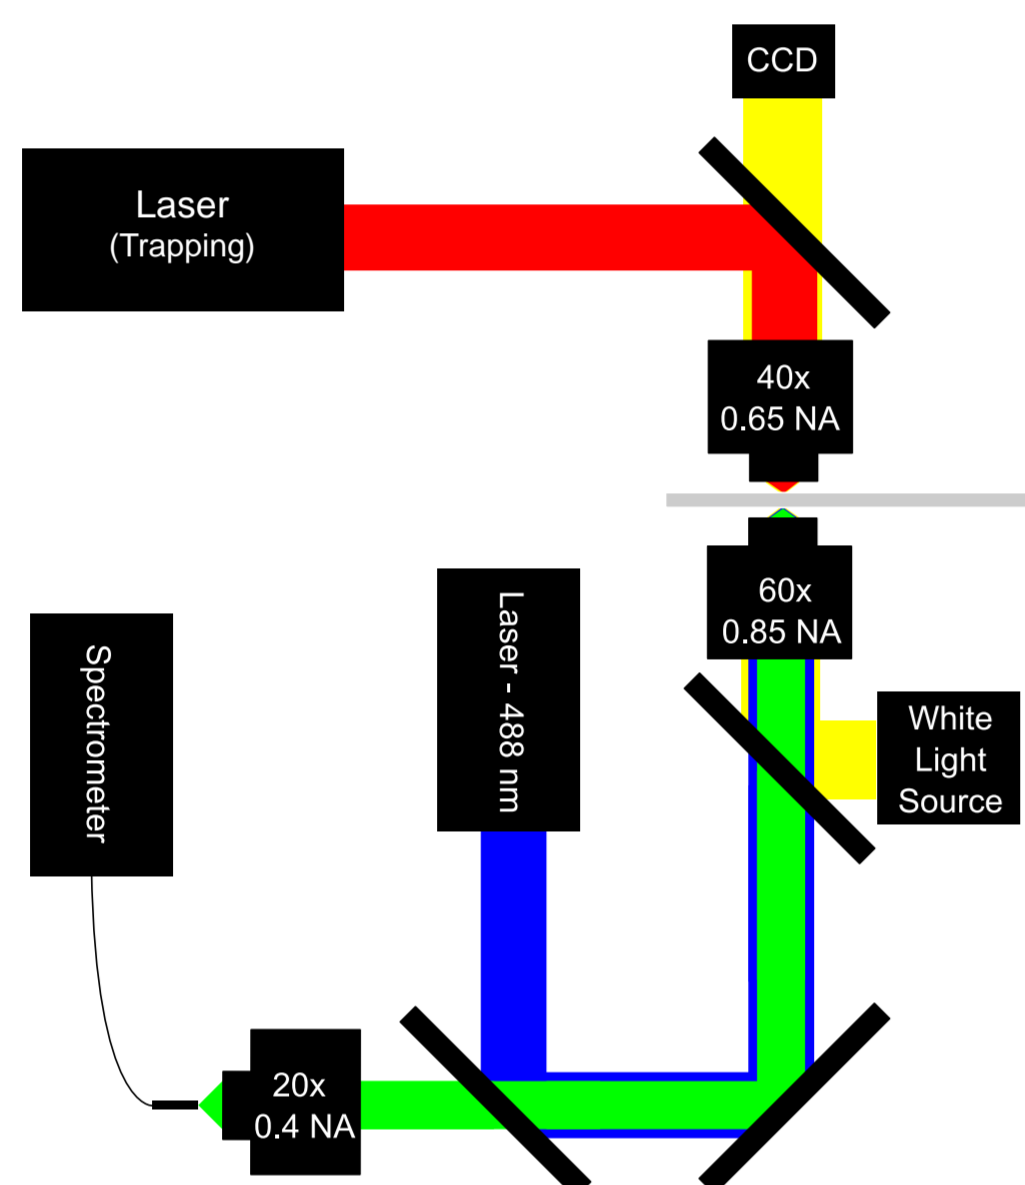 CCD
Laser
(Trapping)
40x
0.65 NA
60x
0.85 NA
Laser - 488 nm
Spectrometer
White
Light
Source
20x
0.4 NA